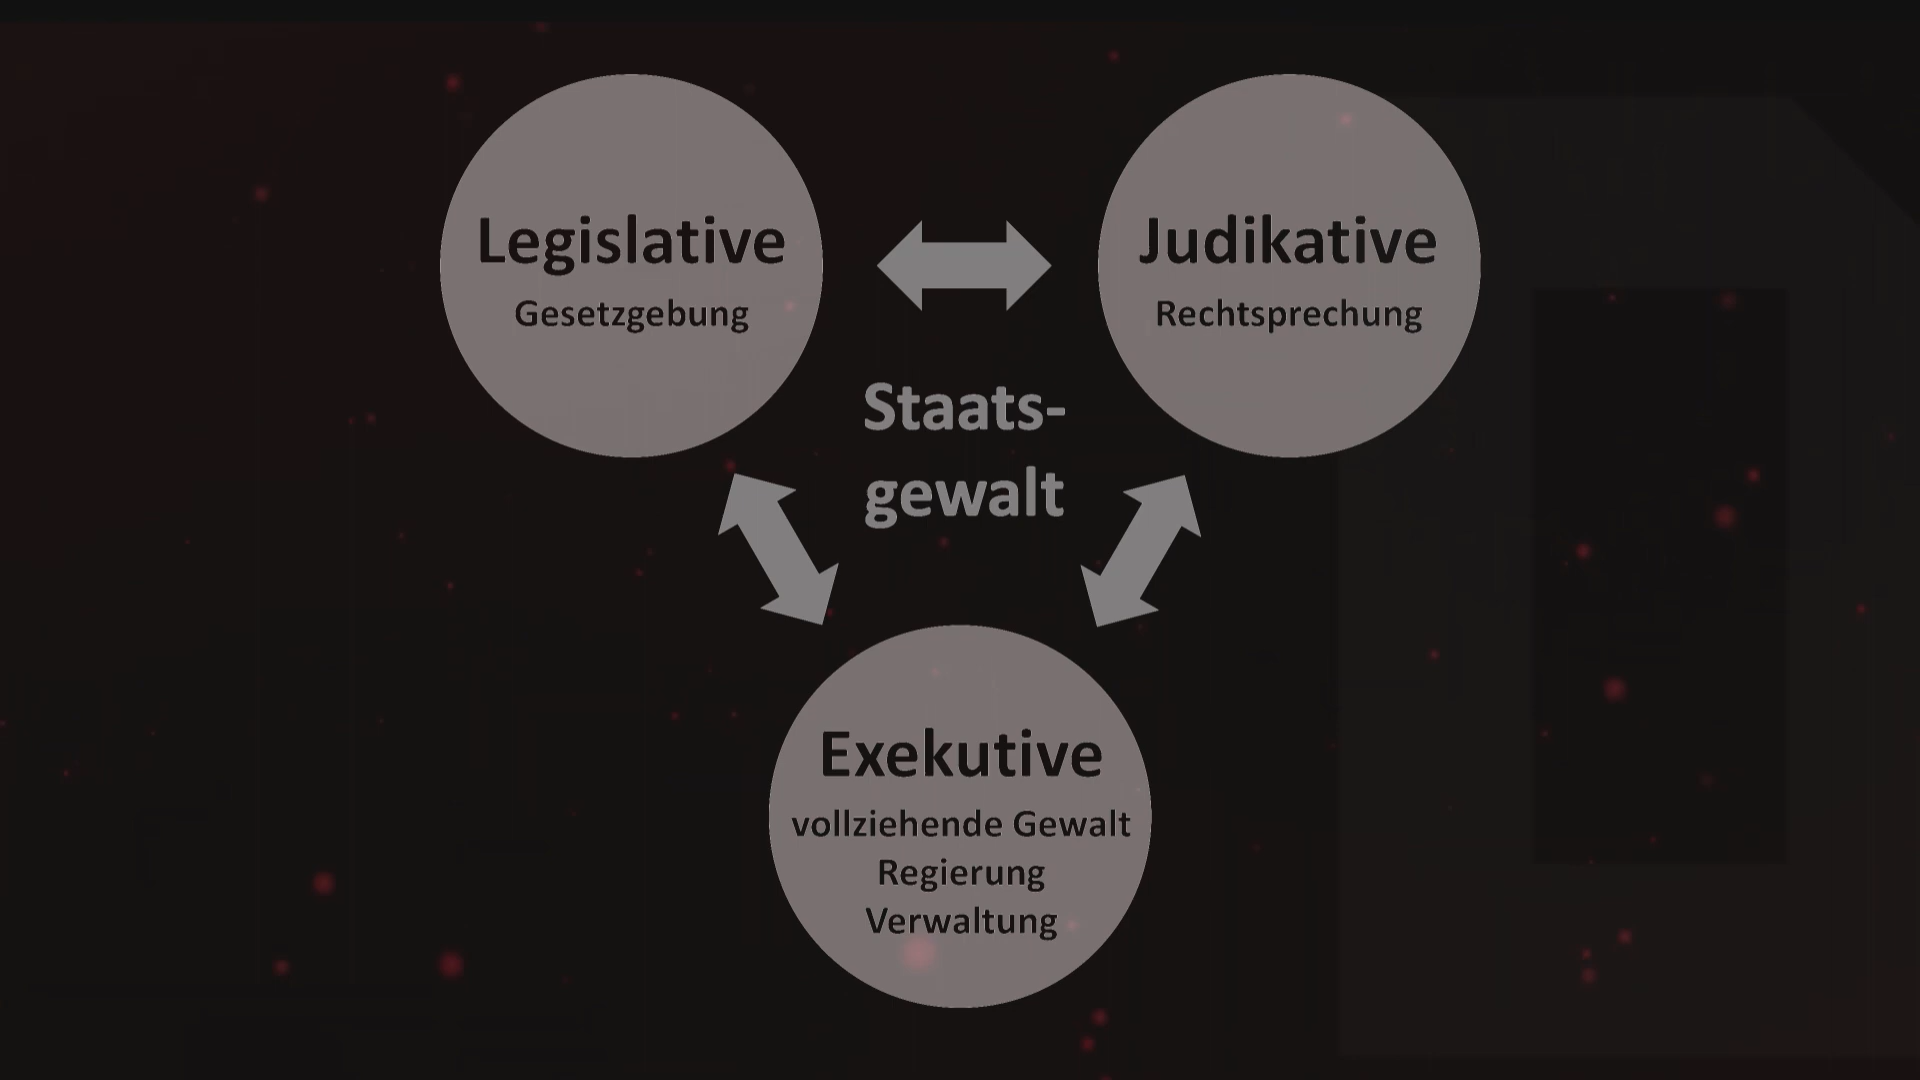 Legislative
Gesetzgebung
Judikative
Rechtsprechung
Staats-
gewalt
Exekutive
vollziehende Gewalt
Regierung
Verwaltung